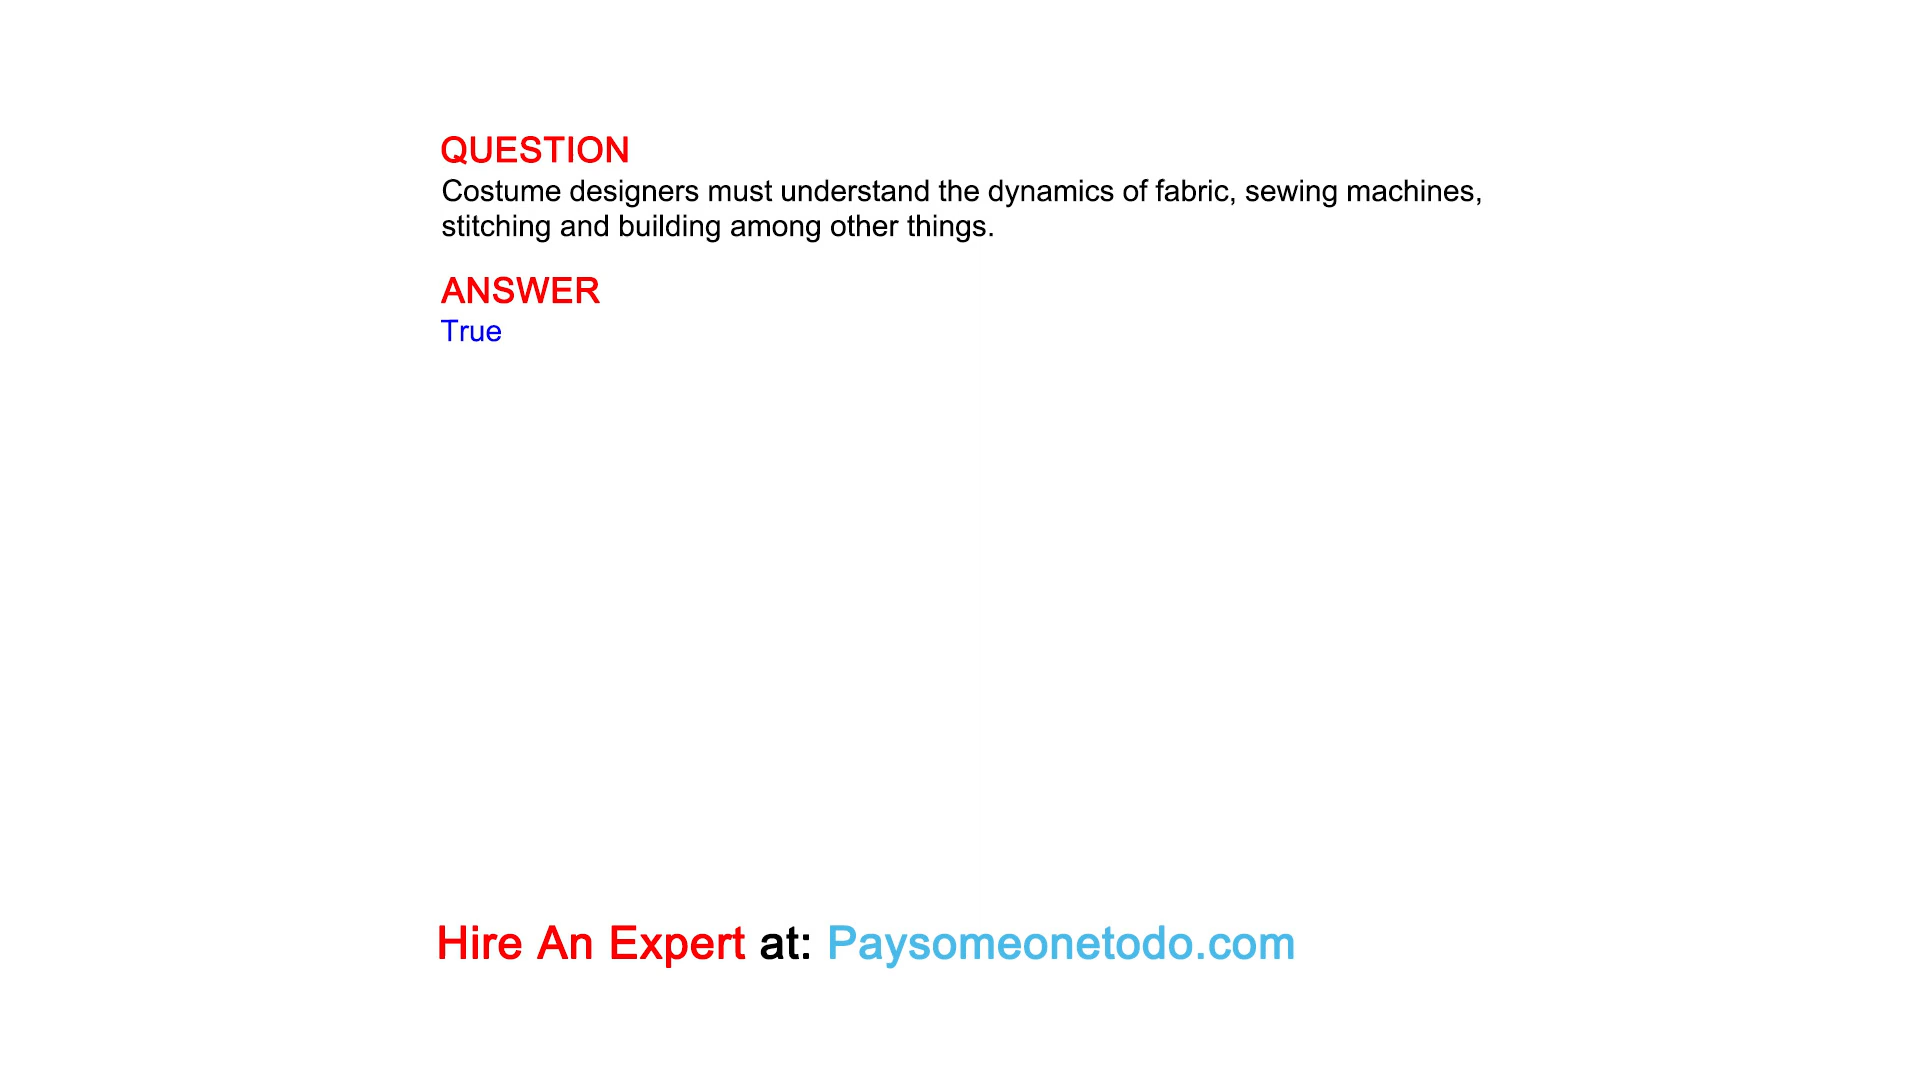 QUESTION
Costume designers must understand the dynamics of fabric, sewing machines,
stitching and building among other things.
ANSWER
True
Hire An Expert at: Paysomeonetodo.com